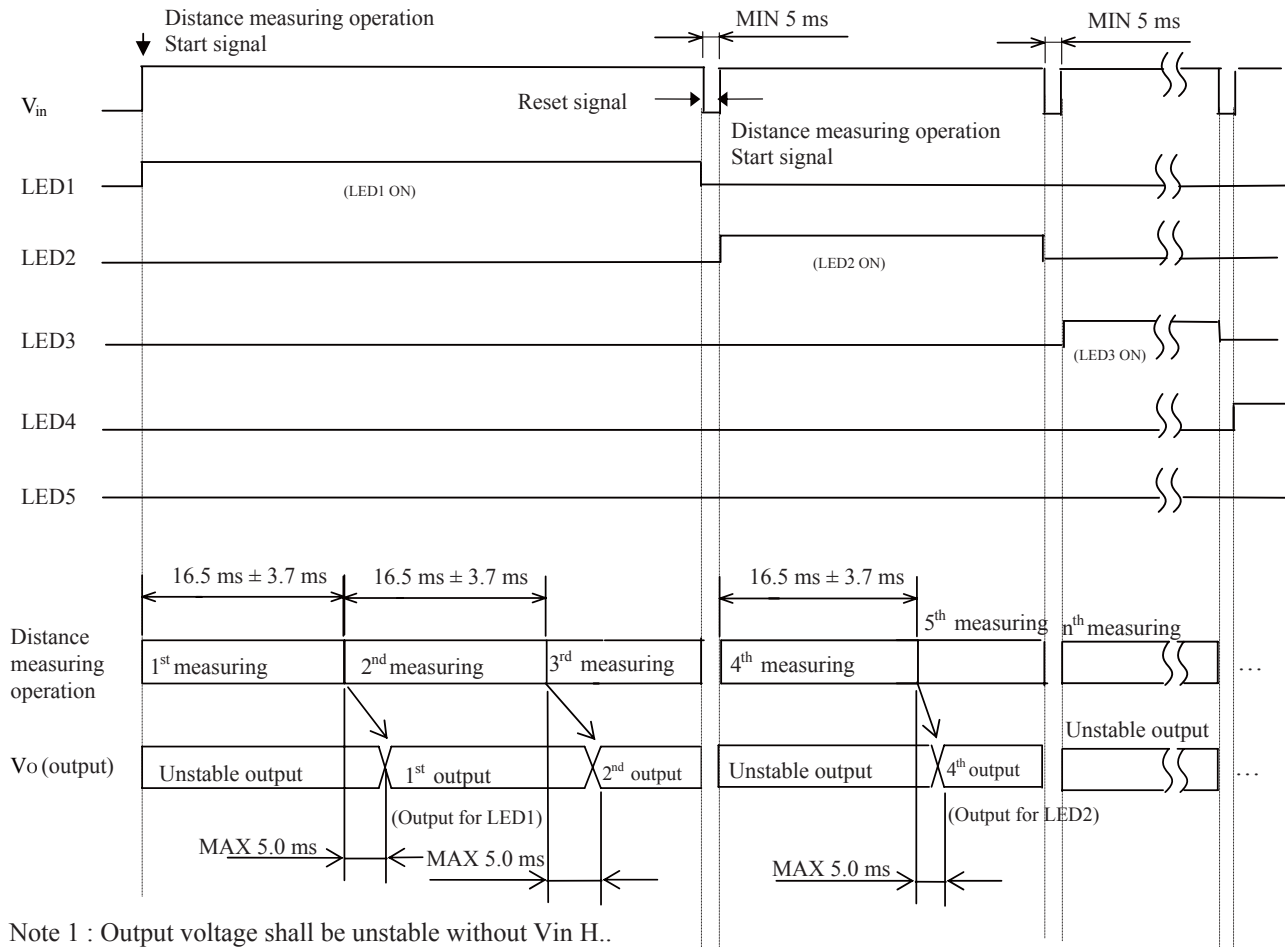 Distance measuring operation
Start signal
MIN 5 ms
MIN 5 ms
Vin
Reset signal
Distance measuring operation
Start signal
LED1
(LED1 ON)
LED2
(LED2 ON)
LED3
(LED3 ON)
LED4
LED5
16.5 ms ± 3.7 ms
16.5 ms ± 3.7 ms
16.5 ms ± 3.7 ms
Distance
measuring
operation
1st measuring
2nd measuring
3rd measuring
4th measuring
5th measuring
nth measuring
...
Vo (output)
Unstable output
1st output
2nd output
Unstable output
4th output
Unstable output
...
(Output for LED1)
(Output for LED2)
MAX 5.0 ms
MAX 5.0 ms
MAX 5.0 ms
Note 1 : Output voltage shall be unstable without Vin H..